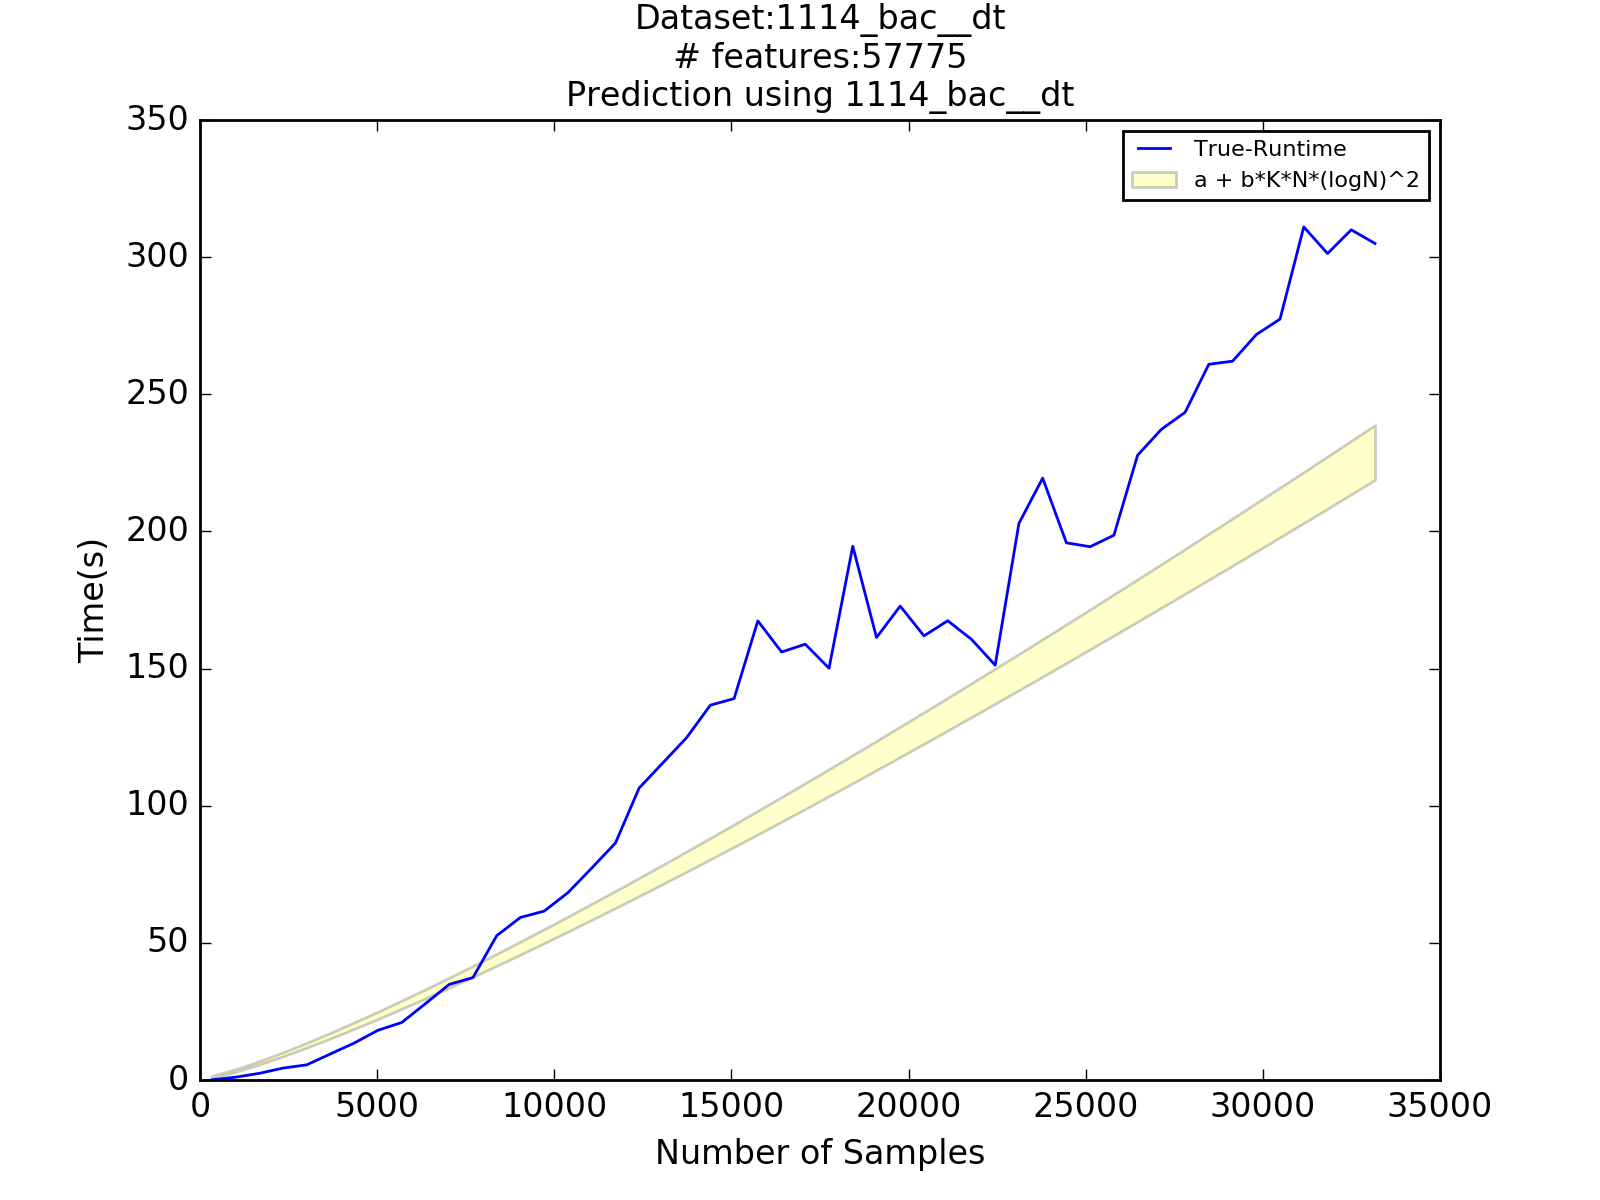 Dataset:1114_bac__dt
# features:57775
Prediction using 1114_bac__dt
350
300
250
200
150
100
50
0
Time(s)
True-Runtime
a + b*K*N*(logN)^2
0 5000 10000 15000 20000 25000 30000 35000
Number of Samples